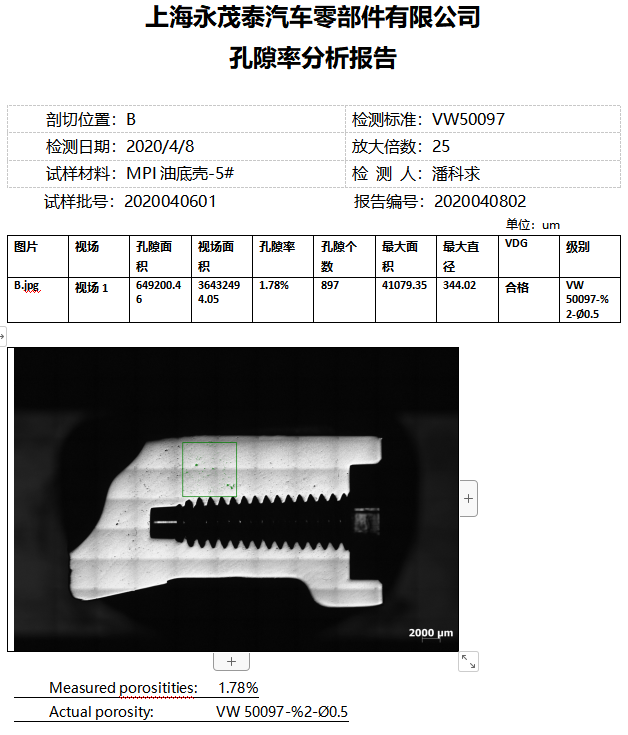 上海永茂泰汽车零部件有限公司
孔隙率分析报告
剖切位置：B 检测标准：VW50097
检测日期：2020/4/8 放大倍数：25
试样材料：MPI 油底壳-5# 检 测 人：潘科求
试样批号：2020040601 报告编号：2020040802
单位：um
图片 视场 孔隙面积 视场面积 孔隙率 孔隙个数 最大面积 最大直径 VDG 级别
B.jpg 视场 1 649200.46 36432494.05 1.78% 897 41079.35 344.02 合格 VW 50097-%2-Ø0.5
2000 µm
Measured porositities: 1.78%
Actual porosity: VW 50097-%2-Ø0.5